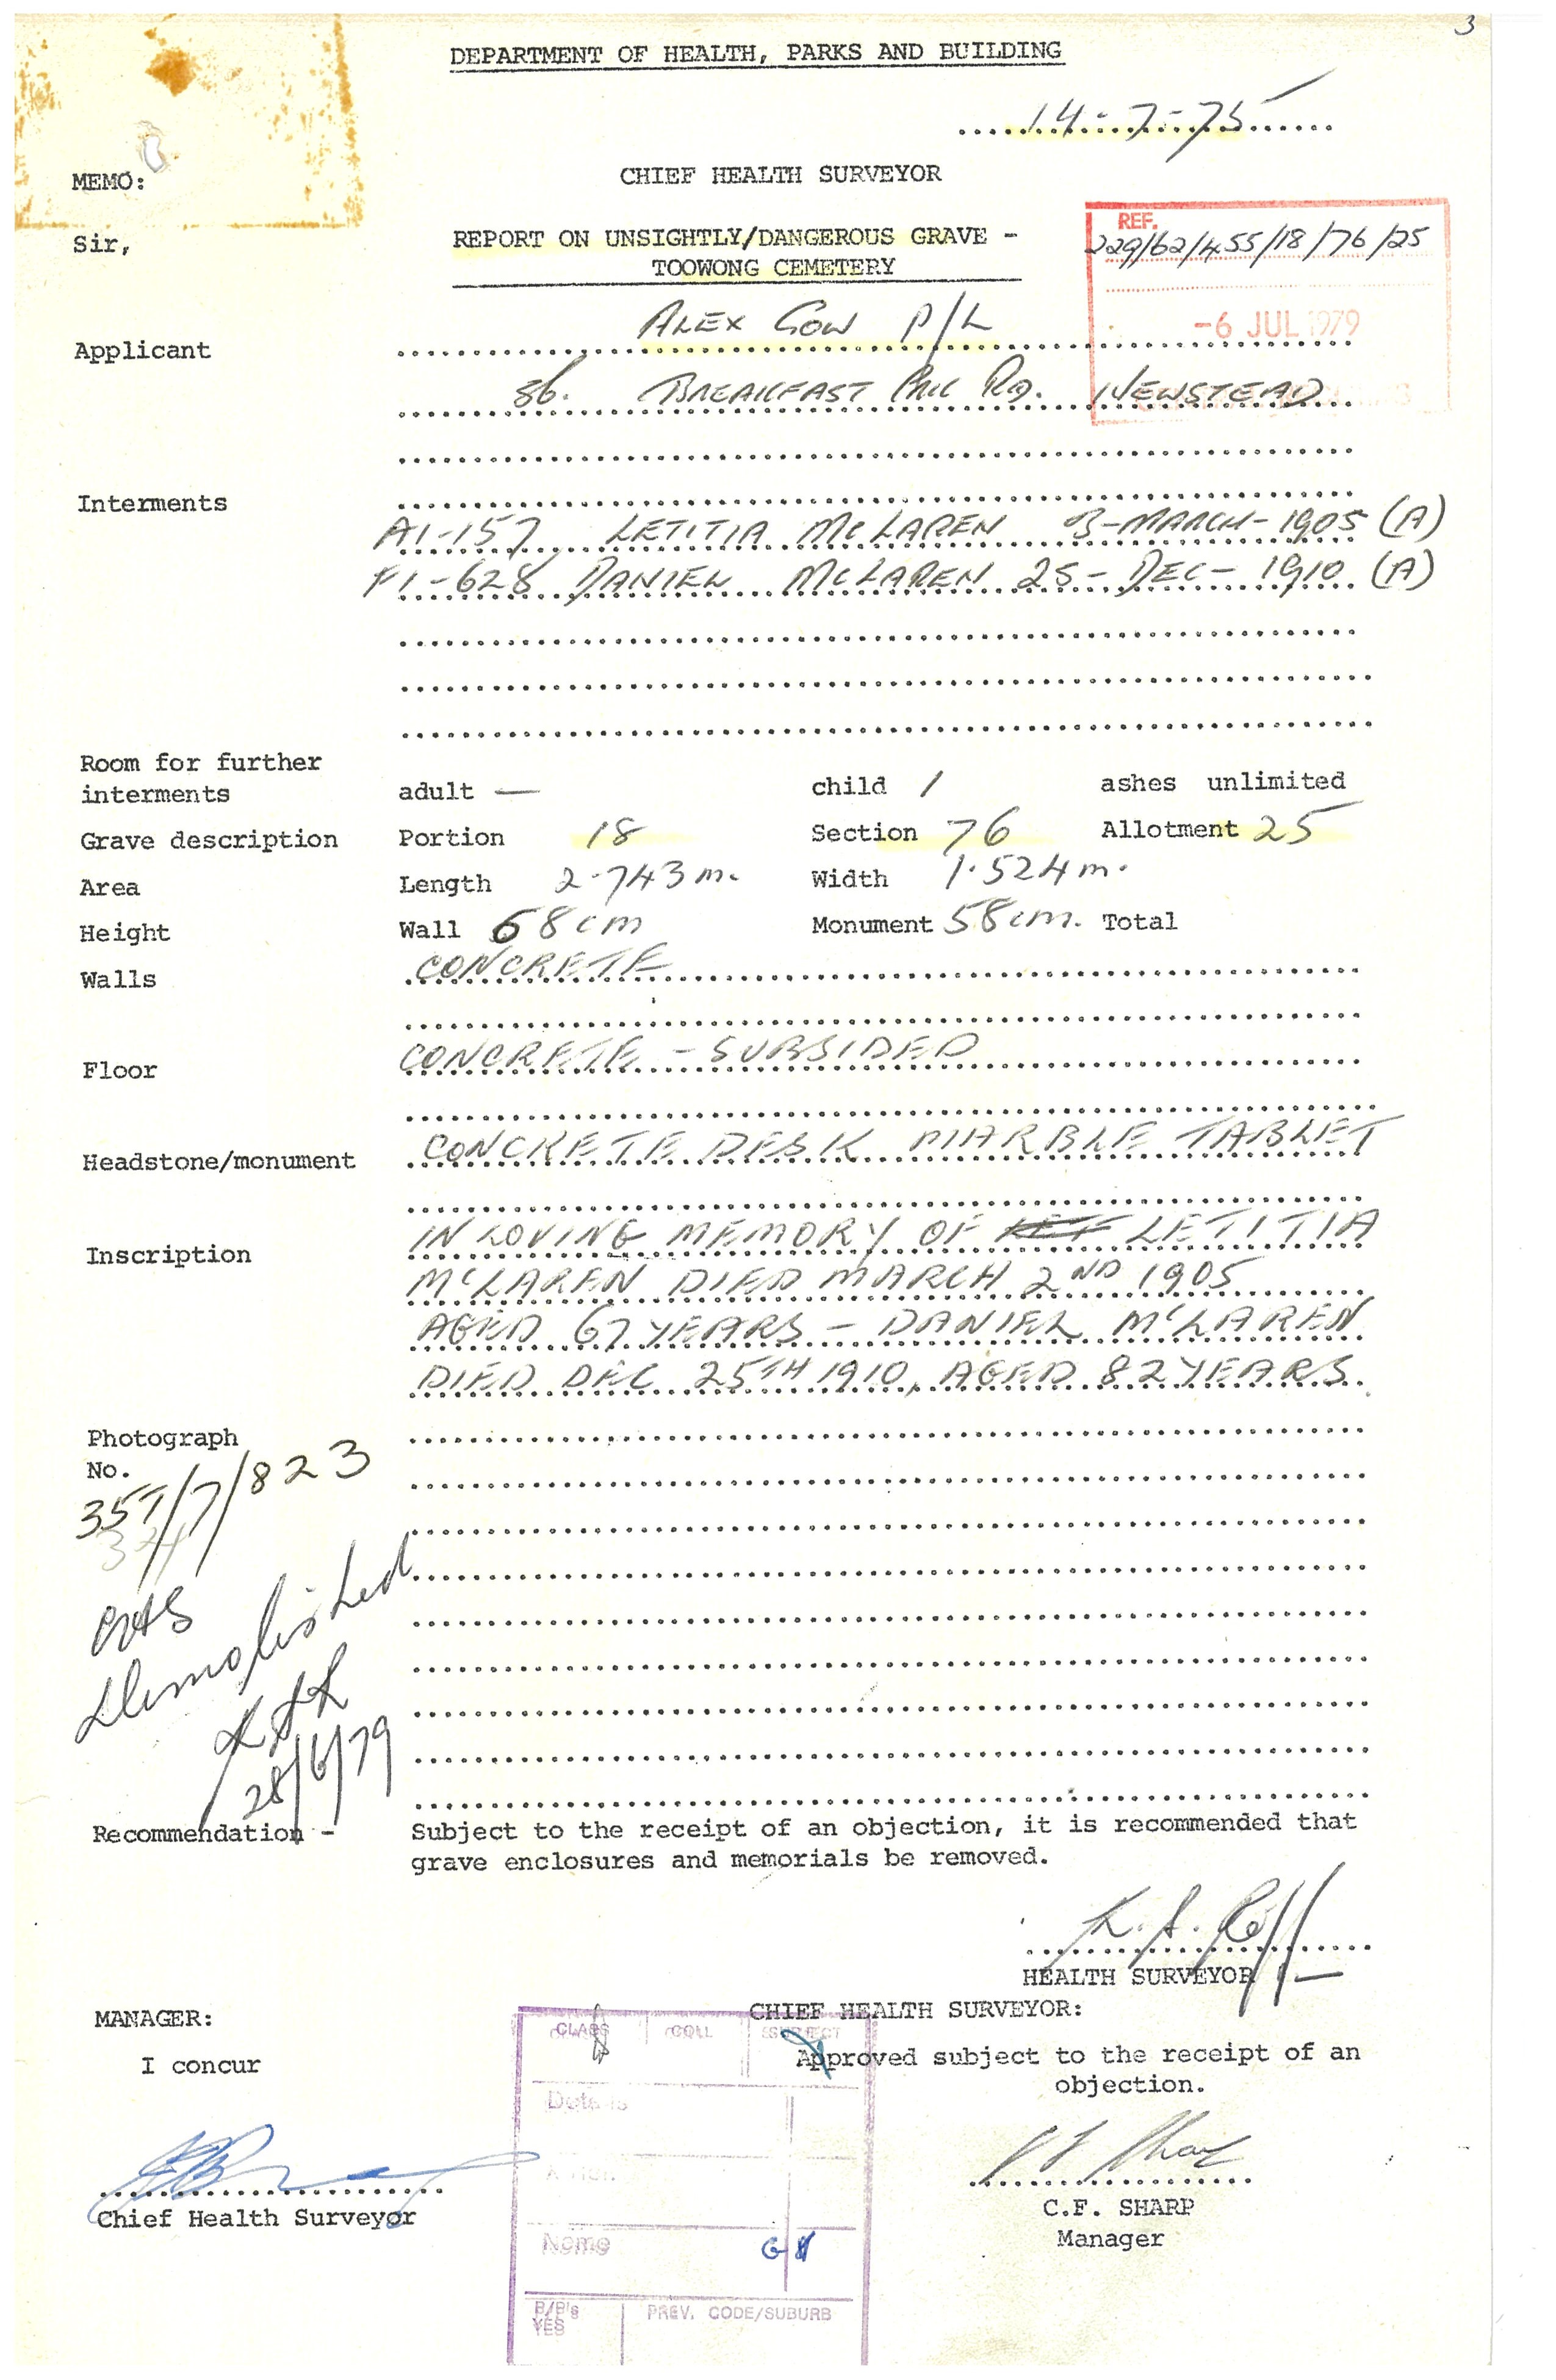 3
DEPARTMENT OF HEALTH, PARKS AND BUILDING
14-7-75
MEMO:
CHIEF HEALTH SURVEYOR
Sir,
REPORT ON UNSIGHTLY/DANGEROUS GRAVE -
TOOWONG CEMETERY
REF.
229/62/455/18/76/25
-6 JUL 1979
Applicant
ALEX GOW P/L
36. BREAKFAST RD. NEWSTEAD
Interments
A1-157 LETITIA MCLAREN 3-MARCH-1905 (A)
F1-628 DANIEL MCLAREN 25-DEC-1910 (A)
Room for further
interments adult — child 1 ashes unlimited
Grave description Portion 18 Section 76 Allotment 25
Area Length 2.743m. Width 1.524m.
Height Wall 68cm Monument 58cm. Total
Walls CONCRETE
Floor CONCRETE - SUBSIDED
Headstone/monument CONCRETE DESK MARBLE TABLET
Inscription IN LOVING MEMORY OF LETITIA
MCLAREN DIED MARCH 2ND 1905
AGED 67 YEARS - DANIEL MCLAREN
DIED DEC 25TH 1910, AGED 82 YEARS.
Photograph
No.
357/7/823
Demolished
28/6/79
Recommendation - Subject to the receipt of an objection, it is recommended that
grave enclosures and memorials be removed.
HEALTH SURVEYOR
MANAGER:
CHIEF HEALTH SURVEYOR:
I concur
Approved subject to the receipt of an
objection.
Chief Health Surveyor
C.F. SHARP
Manager
CLASS COLL SUBJECT
Details
Action
Name
B/B's
YES
PREV. CODE/SUBURB